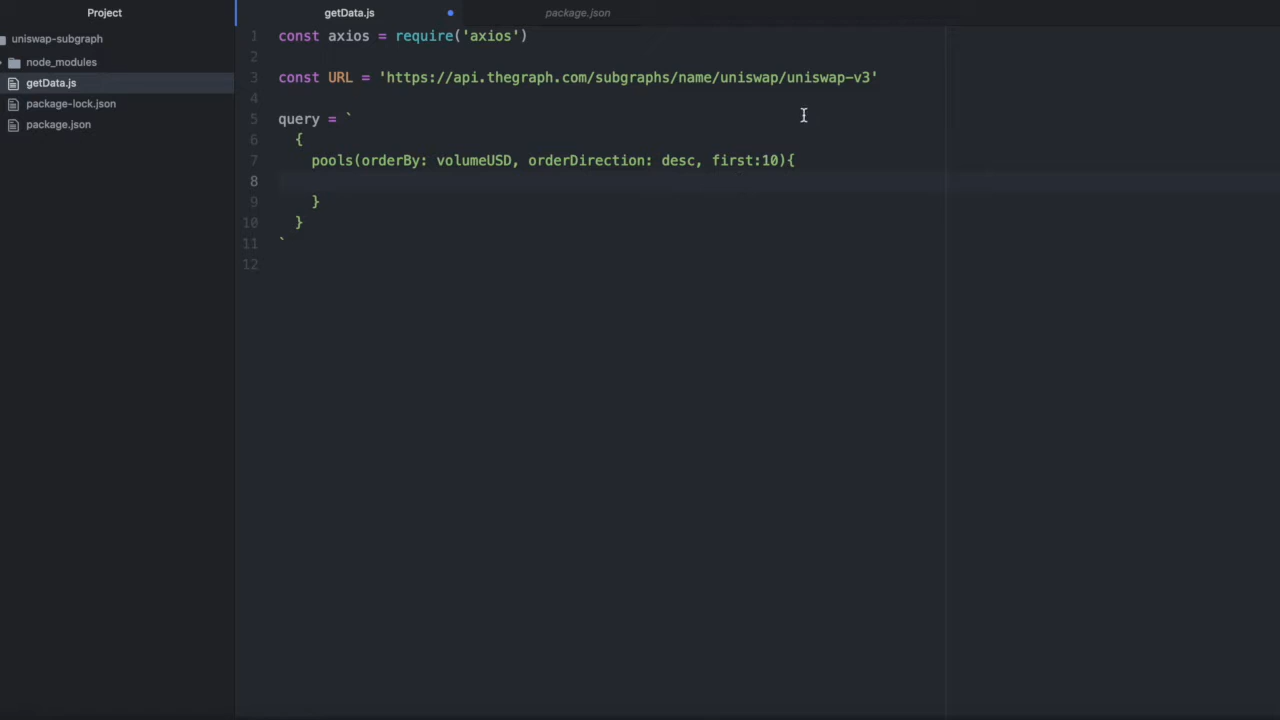 Project
getData.js
package.json
uniswap-subgraph
node_modules
getData.js
package-lock.json
package.json
1 const axios = require('axios')
2
3 const URL = 'https://api.thegraph.com/subgraphs/name/uniswap/uniswap-v3'
4
5 query = `
6 {
7 pools(orderBy: volumeUSD, orderDirection: desc, first:10){
8
9 }
10 }
11 `
12